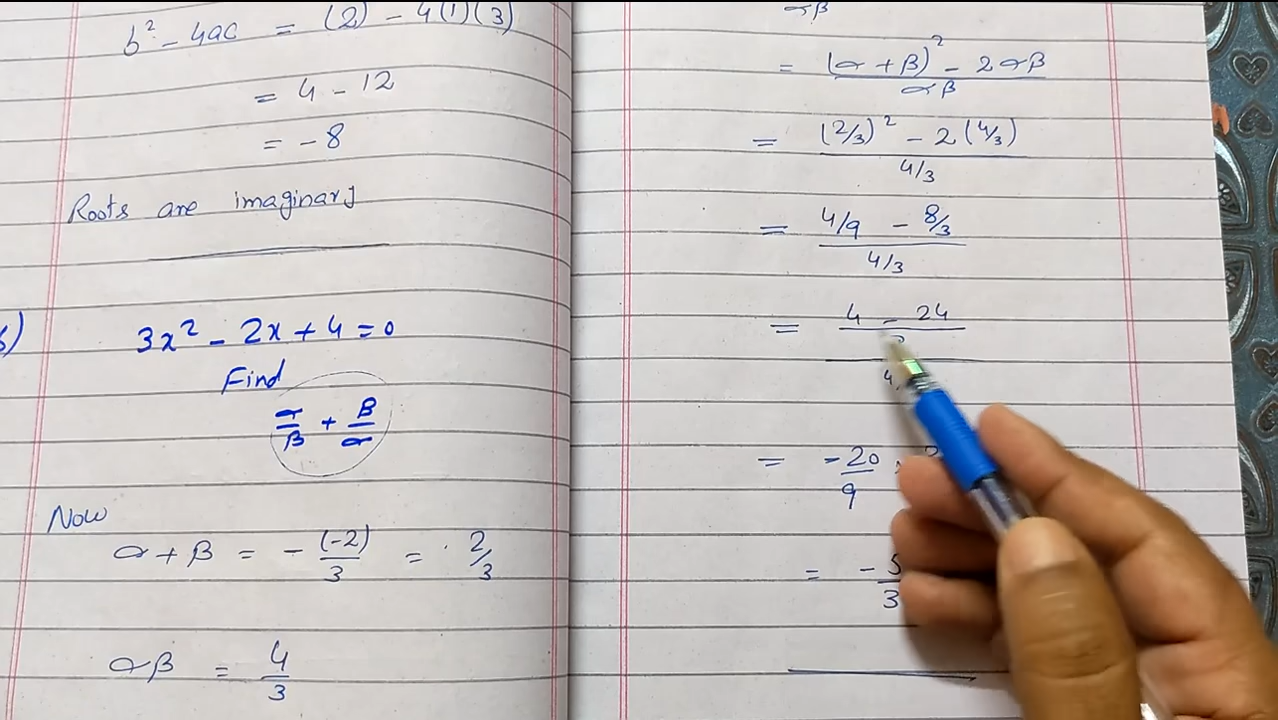 b² - 4ac = (2) - 4(1)(3)
= 4 - 12
= -8
Roots are imaginary
3x² - 2x + 4 = 0
Find
α/β + β/α
Now
α + β = - (-2)/3 = 2/3
αβ = 4/3
αβ
= (α + β)² - 2αβ / αβ
= (2/3)² - 2(4/3) / 4/3
= 4/9 - 8/3 / 4/3
= 4 - 24
= -20/9
= -5/3